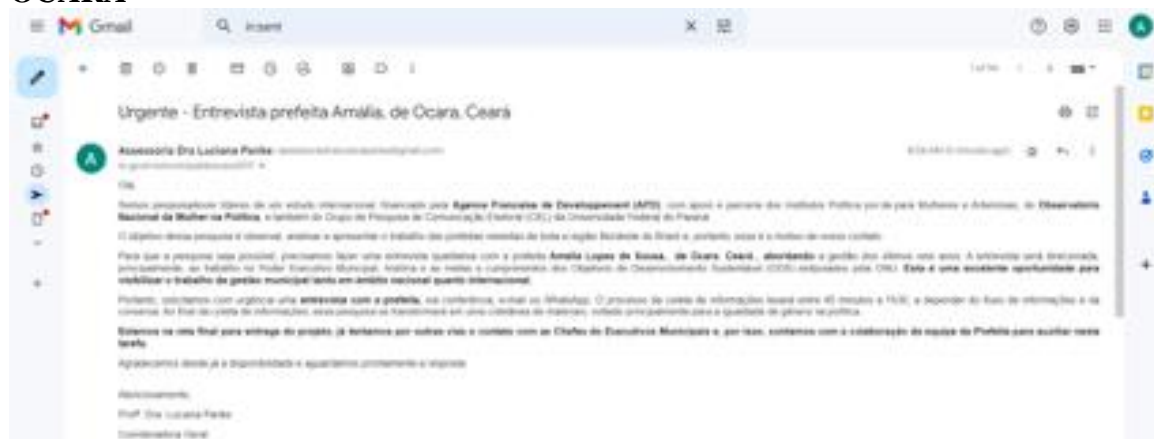 OCARA
Gmail
in:sent
Urgente - Entrevista prefeita Amália, de Ocara, Ceará
Assessoria Dra Luciana Panke
Olá,
Somos pesquisadoras líderes de um estudo internacional financiado pela Agence Française de Développement (AFD), com apoio e parceria dos institutos Política por.de.para Mulheres e Alziras, do Observatório
Nacional da Mulher na Política, e também do Grupo de Pesquisa de Comunicação Eleitoral (CEL) da Universidade Federal do Paraná
O objetivo dessa pesquisa é observar, analisar e apresentar o trabalho das prefeitas eleitas de toda a região Nordeste do Brasil e, portanto, esse é o motivo de nosso contato.
Para que a pesquisa seja possível, precisamos fazer uma entrevista qualitativa com a prefeita Amália Lopes de Sousa, de Ocara, Ceará, abordando a gestão dos últimos anos. A entrevista será direcionada,
principalmente, ao trabalho no Poder Executivo Municipal, história e as metas e cumprimentos dos Objetivos de Desenvolvimento Sustentável (ODS) estipulados pela ONU. Esta é uma excelente oportunidade para
visibilizar o trabalho da gestão municipal tanto em âmbito nacional quanto internacional.
Portanto, solicitamos com urgência uma entrevista com a prefeita, via conferência, e-mail ou WhatsApp. O processo de coleta de informações levará entre 45 minutos a 1h30, a depender do fluxo de informações e da
conversa. Ao final da coleta de informações, essa pesquisa se transformará em uma coletânea de materiais, voltada principalmente para a igualdade de gênero na política.
Estamos na reta final para entrega do projeto, já tentamos por outras vias o contato com as Chefes de Executivos Municipais e, por isso, contamos com a colaboração da equipe da Prefeita para auxiliar nesta
tarefa.
Agradecemos desde já a disponibilidade e aguardamos prontamente a resposta
Atenciosamente,
Profª. Dra. Luciana Panke
Coordenadora Geral